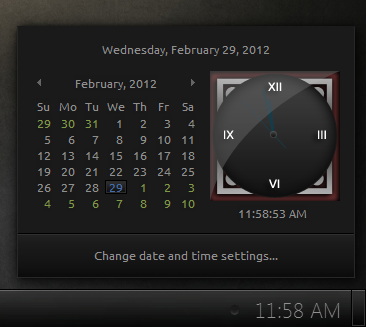 Wednesday, February 29, 2012
February, 2012
Su Mo Tu We Th Fr Sa
29 30 31 1 2 3 4
5 6 7 8 9 10 11
12 13 14 15 16 17 18
19 20 21 22 23 24 25
26 27 28 29 1 2 3
4 5 6 7 8 9 10
XII
IX III
VI
11:58:53 AM
Change date and time settings...
11:58 AM